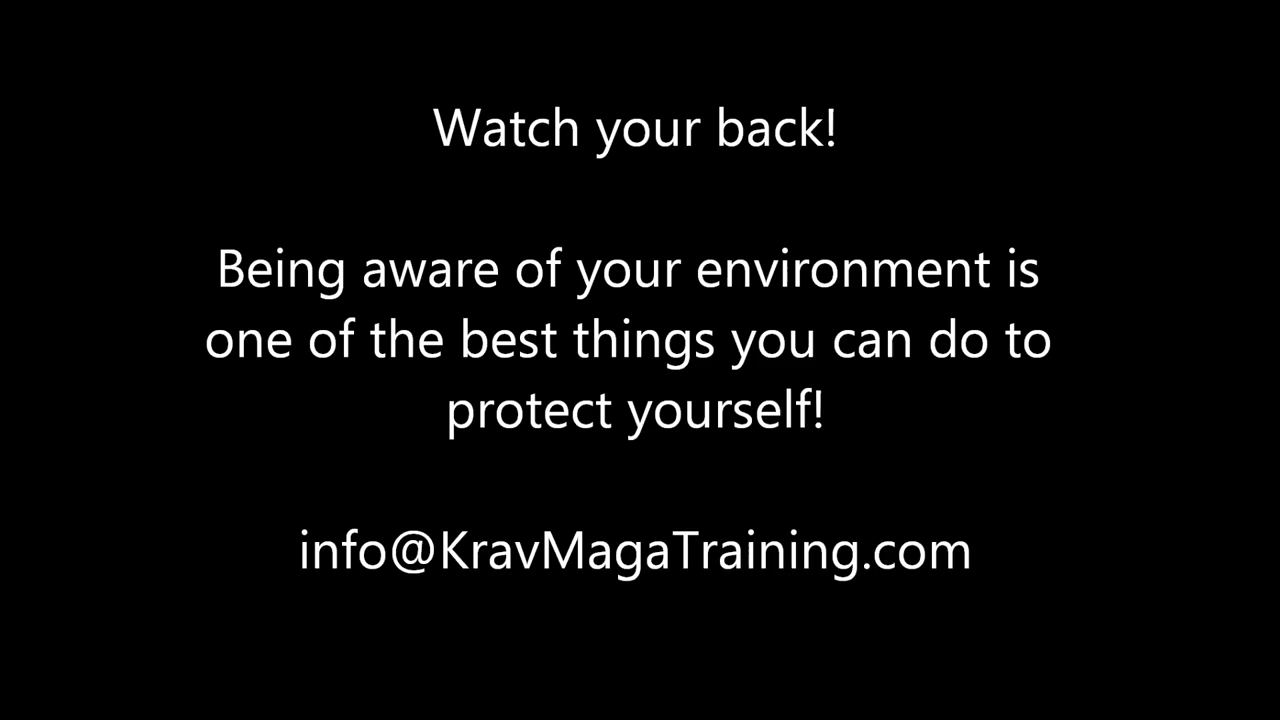 Watch your back!
Being aware of your environment is
one of the best things you can do to
protect yourself!
info@KravMagaTraining.com